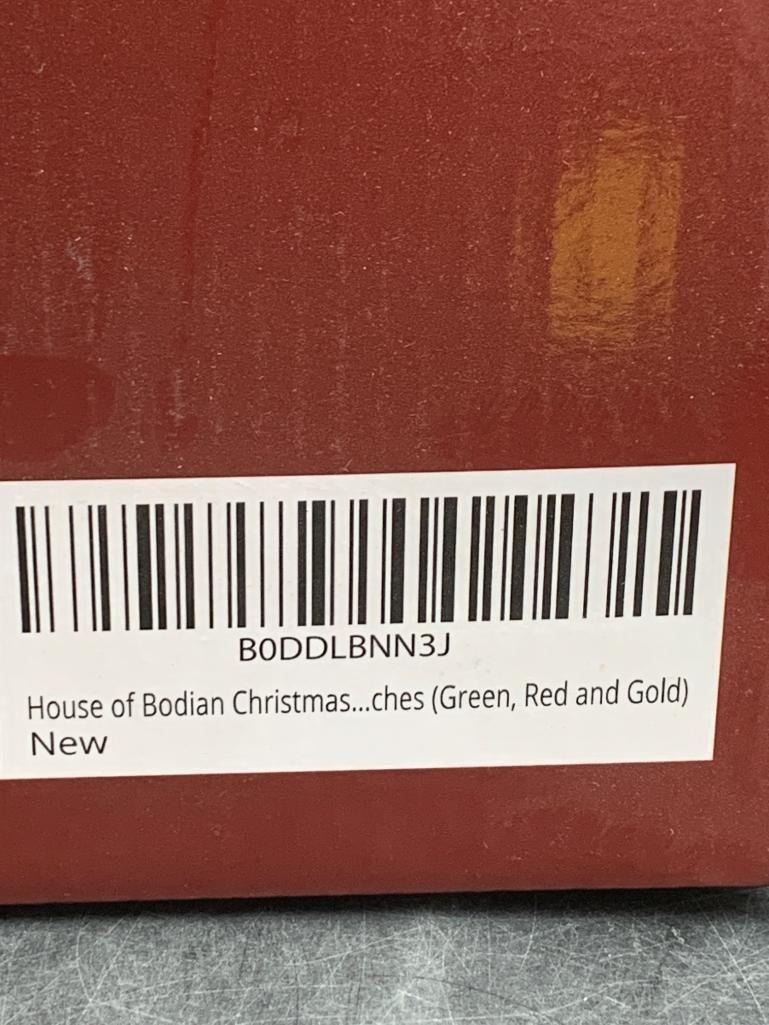 B0DDLBNN3J
House of Bodian Christmas...ches (Green, Red and Gold)
New